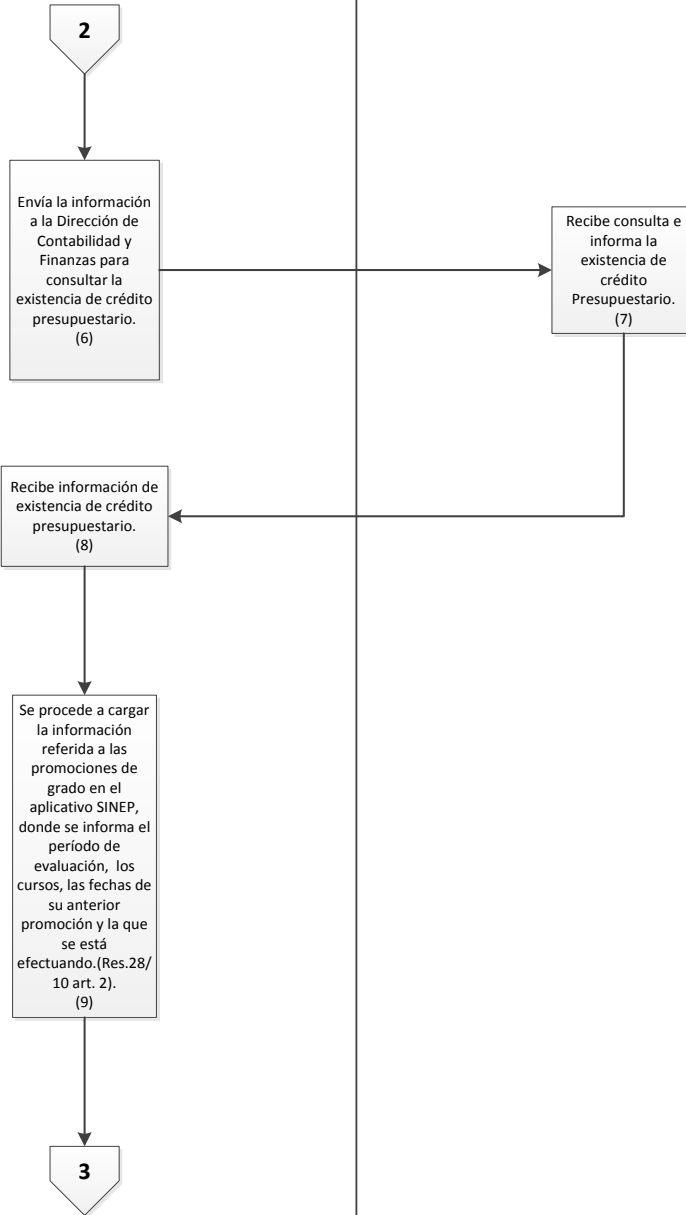 2
Envía la información
a la Dirección de
Contabilidad y
Finanzas para
consultar la
existencia de crédito
presupuestario.
(6)
Recibe consulta e
informa la
existencia de
crédito
Presupuestario.
(7)
Recibe información de
existencia de crédito
presupuestario.
(8)
Se procede a cargar
la información
referida a las
promociones de
grado en el
aplicativo SINEP,
donde se informa el
período de
evaluación, los
cursos, las fechas de
su anterior
promoción y la que
se está
efectuando.(Res.28/
10 art. 2).
(9)
3